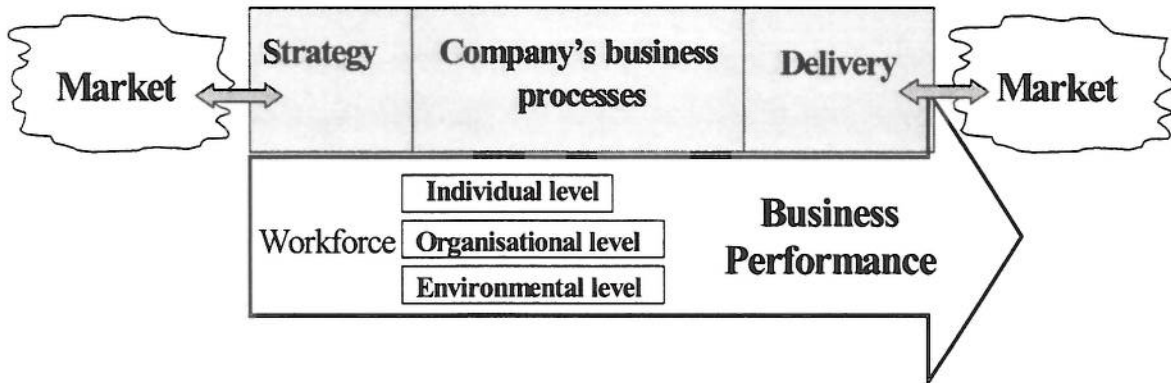 Market
Strategy
Company's business
processes
Delivery
Market
Workforce
Individual level
Organisational level
Environmental level
Business
Performance